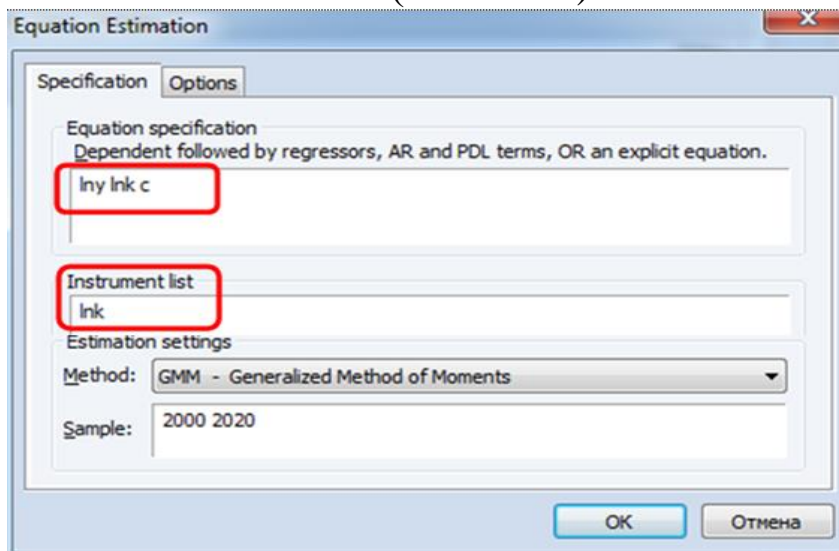 Equation Estimation
Specification Options
Equation specification
Dependent followed by regressors, AR and PDL terms, OR an explicit equation.
lny lnk c
Instrument list
lnk
Estimation settings
Method: GMM - Generalized Method of Moments
Sample: 2000 2020
OK Отмена